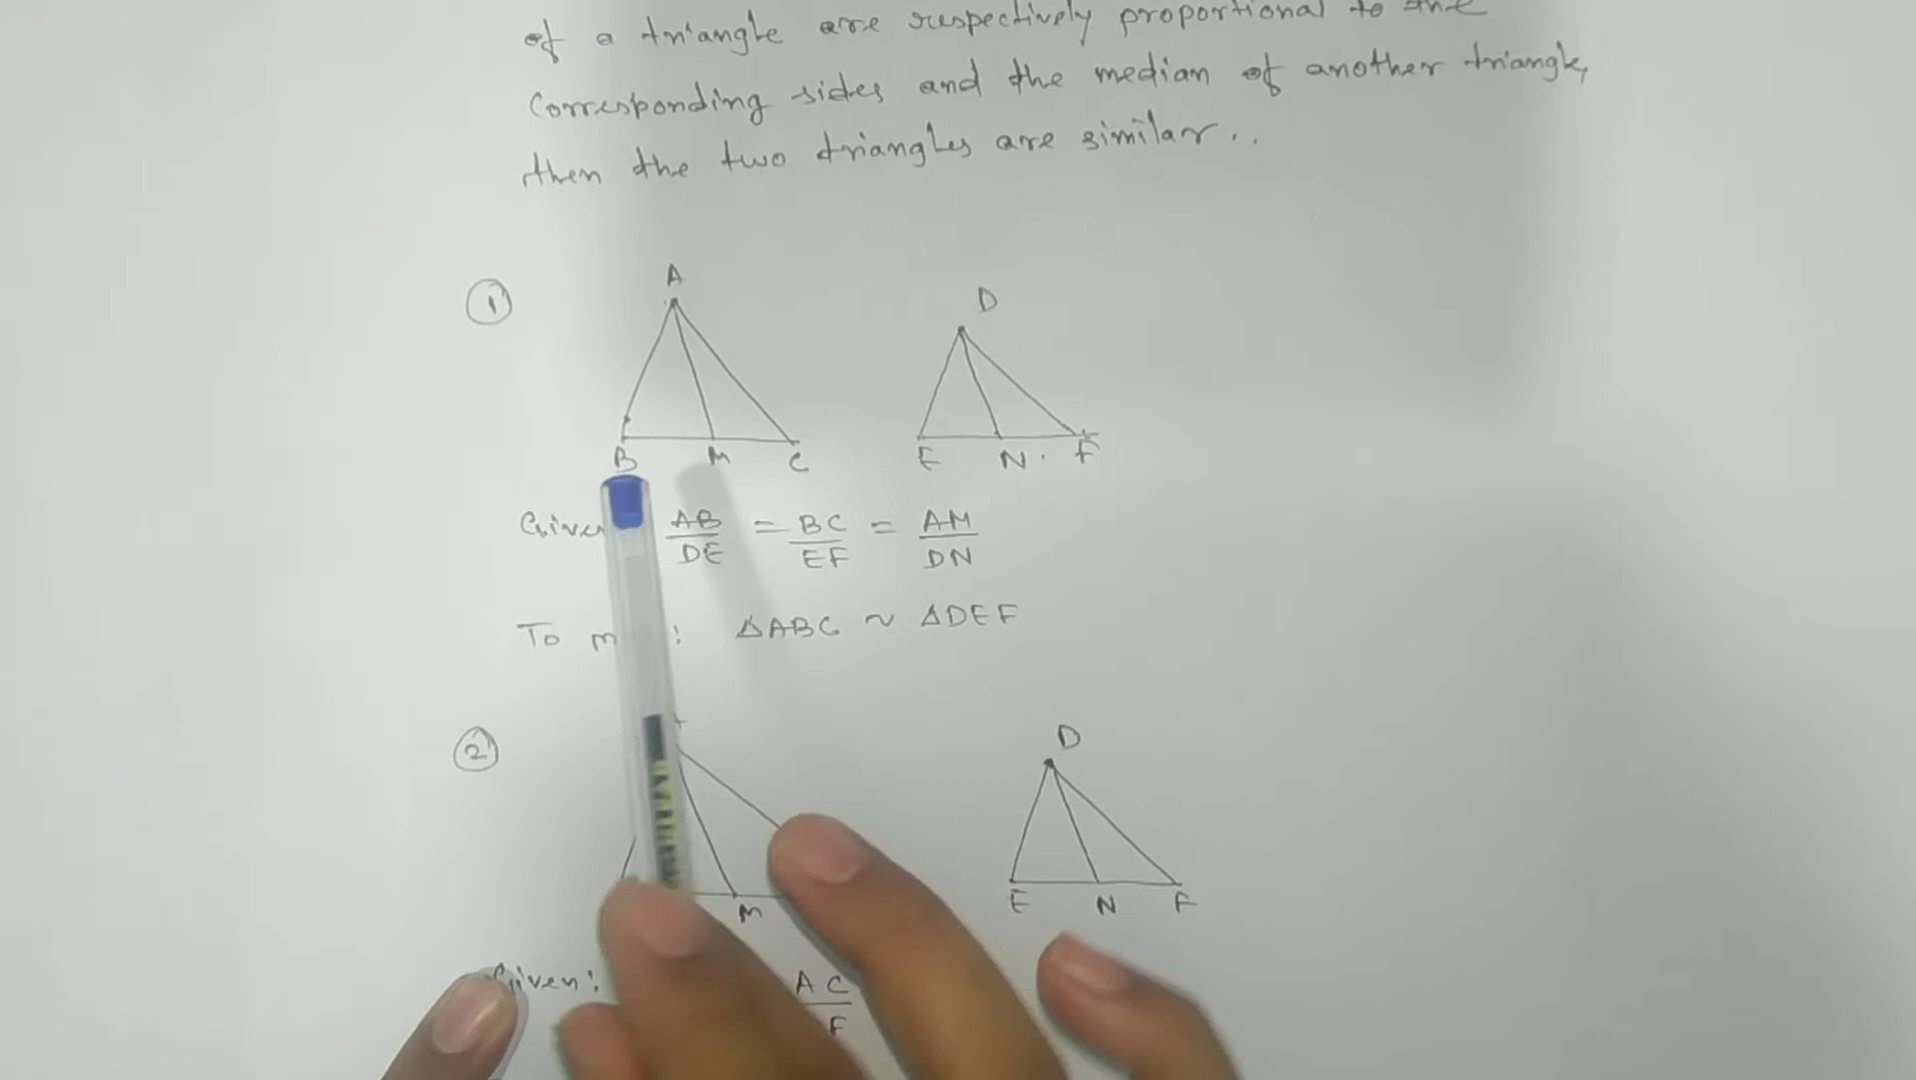 of a triangle are respectively proportional to the
Corresponding sides and the median of another triangle,
then the two triangles are similar..
1
A
D
B M C
E N . F
AB/DE = BC/EF = AM/DN
To : ΔABC ~ ΔDEF
2
D
M
E N F
Given:
AC
F